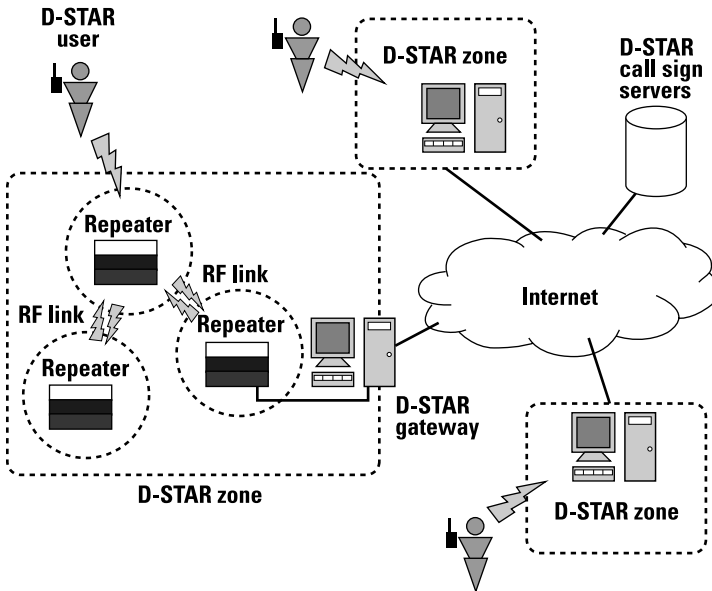 D-STAR
user
D-STAR zone
D-STAR
call sign
servers
Repeater
RF link
RF link
Repeater
Repeater
Internet
D-STAR
gateway
D-STAR zone
D-STAR zone